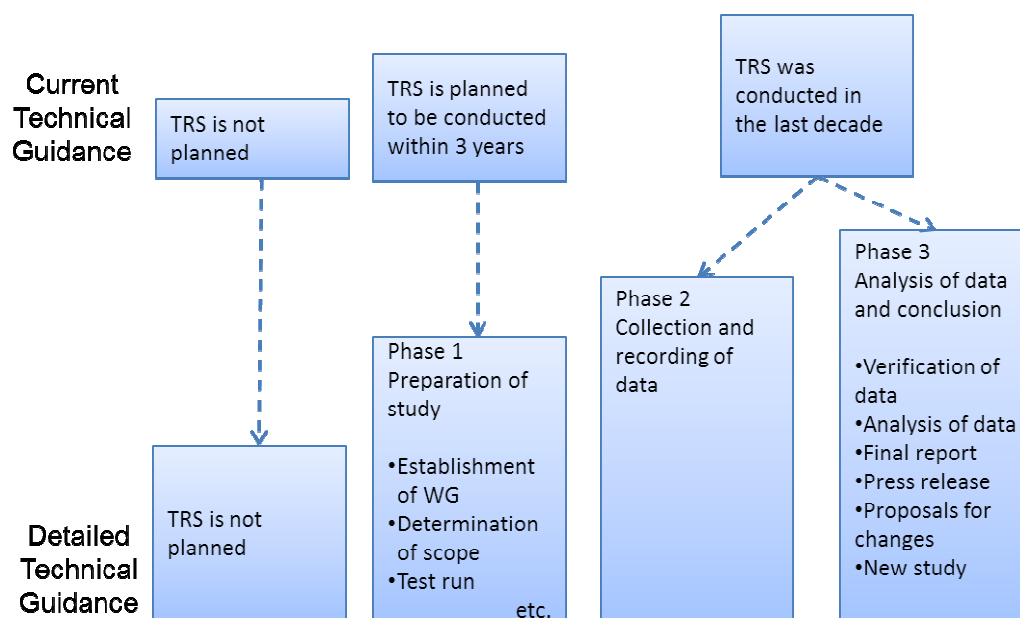 Current
Technical
Guidance
TRS is not
planned
TRS is planned
to be conducted
within 3 years
TRS was
conducted in
the last decade
Detailed
Technical
Guidance
TRS is not
planned
Phase 1
Preparation of
study
•Establishment
of WG
•Determination
of scope
•Test run
etc.
Phase 2
Collection and
recording of
data
Phase 3
Analysis of data
and conclusion
•Verification of
data
•Analysis of data
•Final report
•Press release
•Proposals for
changes
•New study